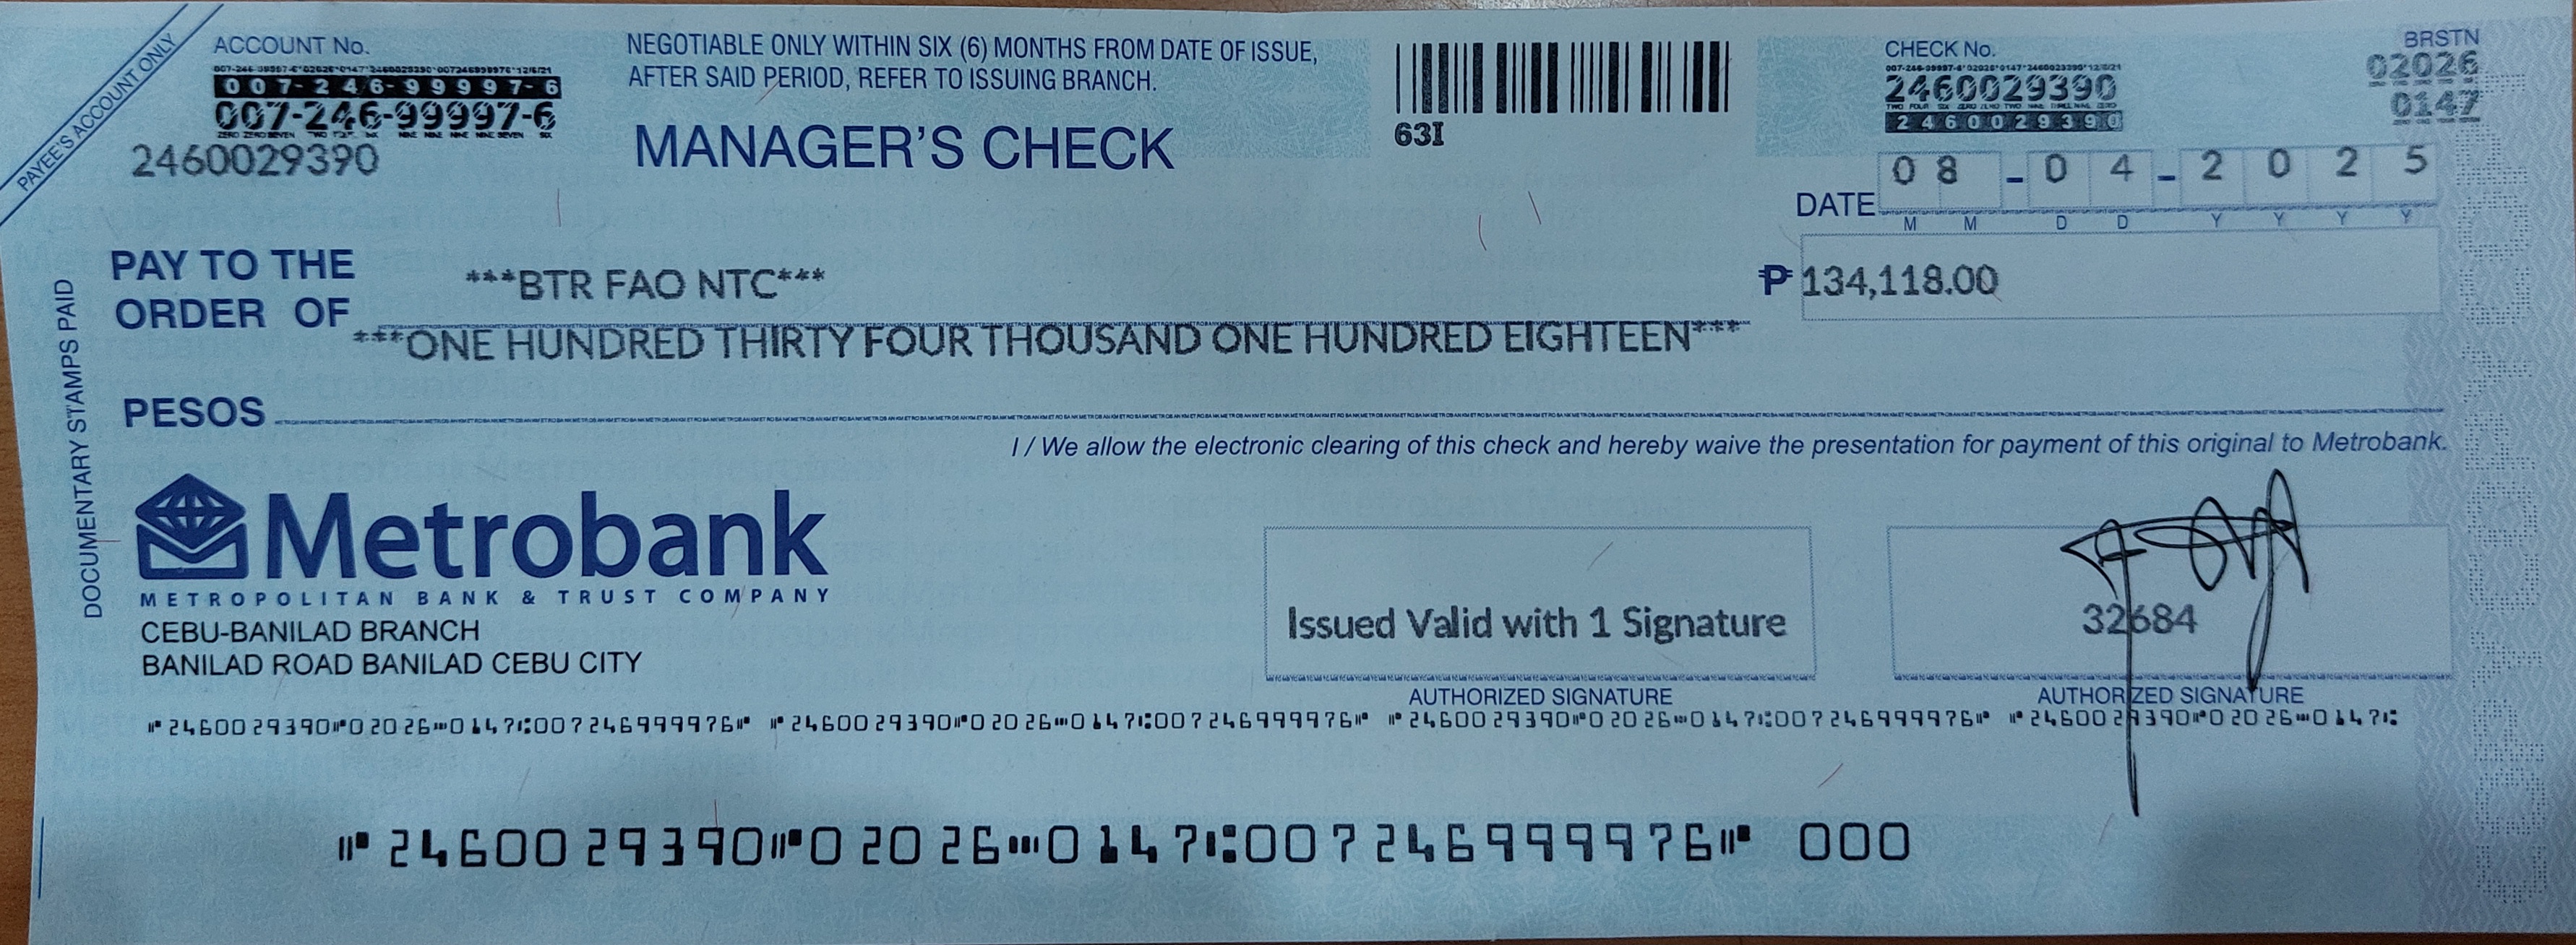 PAYEE'S ACCOUNT ONLY
ACCOUNT No.
007-246-99997-6
007-246-99997-6
2460029390
NEGOTIABLE ONLY WITHIN SIX (6) MONTHS FROM DATE OF ISSUE,
AFTER SAID PERIOD, REFER TO ISSUING BRANCH.
MANAGER'S CHECK
63I
CHECK No.
2460029390
2460029390
BRSTN
02026
0147
DATE 08-04-2025
M M D D Y Y Y Y
PAY TO THE
ORDER OF ***BTR FAO NTC***
₱ 134,118.00
***ONE HUNDRED THIRTY FOUR THOUSAND ONE HUNDRED EIGHTEEN***
PESOS
I / We allow the electronic clearing of this check and hereby waive the presentation for payment of this original to Metrobank.
DOCUMENTARY STAMPS PAID
Metrobank
METROPOLITAN BANK & TRUST COMPANY
CEBU-BANILAD BRANCH
BANILAD ROAD BANILAD CEBU CITY
Issued Valid with 1 Signature
AUTHORIZED SIGNATURE
32684
AUTHORIZED SIGNATURE
⑈2460029390⑈02026⑉0147⑆007246999976⑈ ⑈2460029390⑈02026⑉0147⑆007246999976⑈ ⑈2460029390⑈02026⑉0147⑆007246999976⑈ ⑈2460029390⑈02026⑉0147⑆
⑈2460029390⑈02026⑉0147⑆007246999976⑈ 000